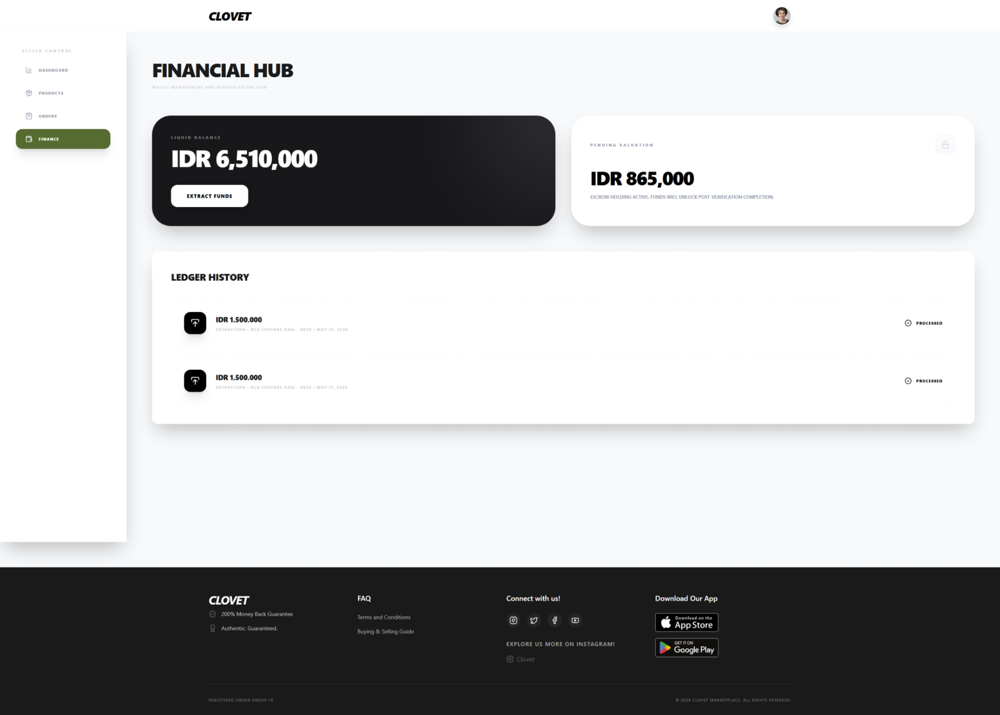 CLOVET
SELLER CONTROL
DASHBOARD
PRODUCTS
ORDERS
FINANCE
FINANCIAL HUB
WALLET MANAGEMENT AND REVENUE EXTRACTION
LIQUID BALANCE
IDR 6,510,000
EXTRACT FUNDS
PENDING VALUATION
IDR 865,000
ESCROW HOLDING ACTIVE. FUNDS WILL UNLOCK POST-VERIFICATION COMPLETION.
LEDGER HISTORY
IDR 1.500.000
EXTRACTION • BCA CENTRAL ASIA - 882X • MAY 12, 2026
PROCESSED
IDR 1.500.000
EXTRACTION • BCA CENTRAL ASIA - 882X • MAY 11, 2026
PROCESSED
CLOVET
200% Money Back Guarantee
Authentic. Guaranteed.
FAQ
Terms and Conditions
Buying & Selling Guide
Connect with us!
EXPLORE US MORE ON INSTAGRAM!
Clovet
Download Our App
Download on the
App Store
GET IT ON
Google Play
REGISTERED UNDER GROUP 10
© 2026 CLOVET MARKETPLACE. ALL RIGHTS RESERVED.